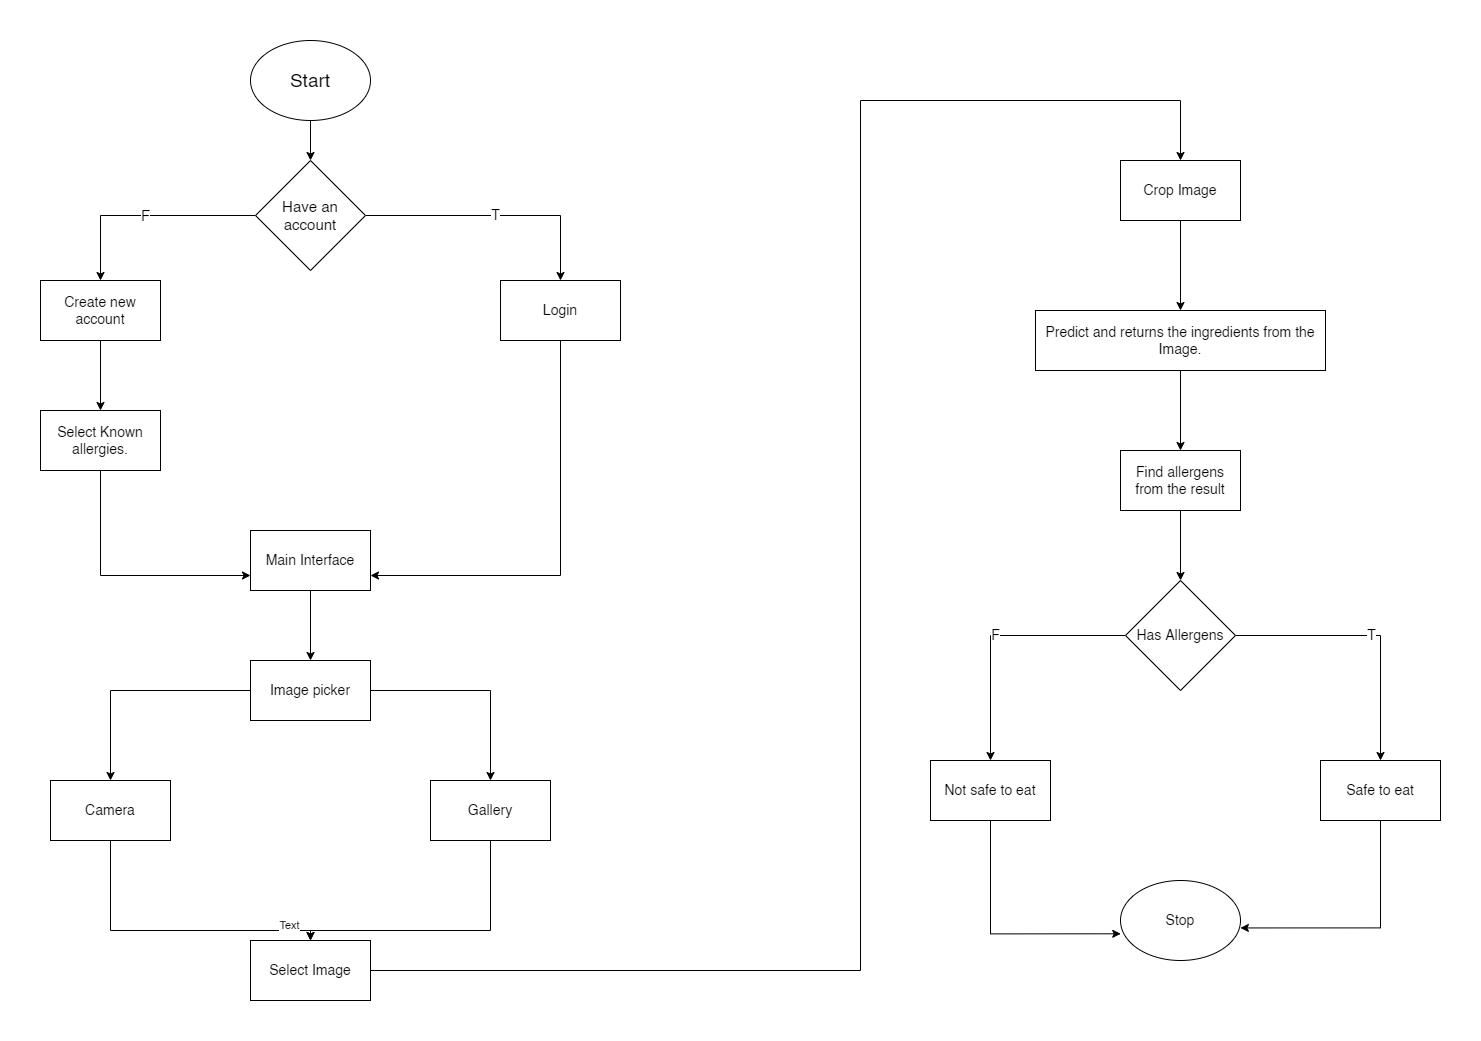 Start
Have an
account
F
T
Create new
account
Login
Select Known
allergies.
Main Interface
Image picker
Camera
Gallery
Text
Select Image
Crop Image
Predict and returns the ingredients from the
Image.
Find allergens
from the result
Has Allergens
F
T
Not safe to eat
Safe to eat
Stop